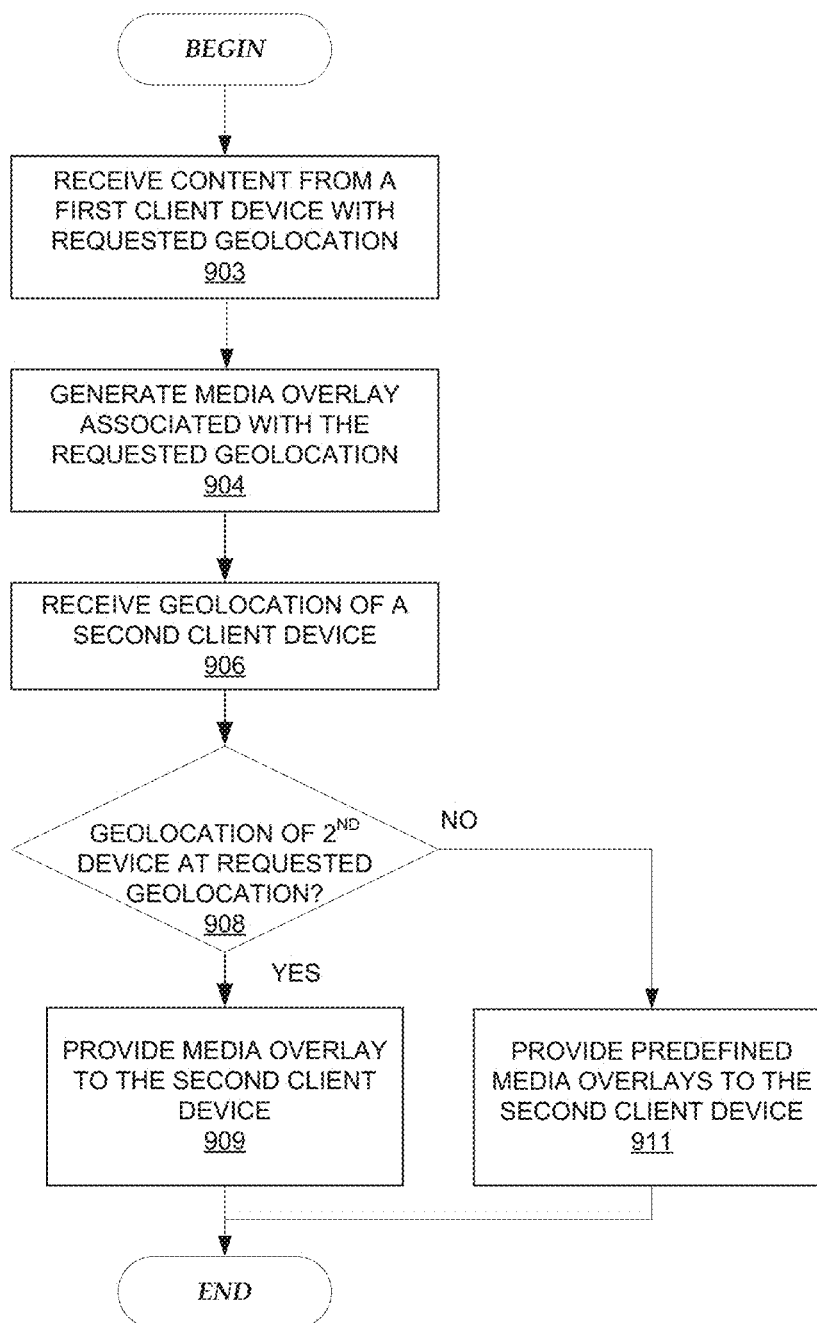 BEGIN
RECEIVE CONTENT FROM A
FIRST CLIENT DEVICE WITH
REQUESTED GEOLOCATION
903
GENERATE MEDIA OVERLAY
ASSOCIATED WITH THE
REQUESTED GEOLOCATION
904
RECEIVE GEOLOCATION OF A
SECOND CLIENT DEVICE
906
GEOLOCATION OF 2ND
DEVICE AT REQUESTED
GEOLOCATION?
908
NO
YES
PROVIDE MEDIA OVERLAY
TO THE SECOND CLIENT
DEVICE
909
PROVIDE PREDEFINED
MEDIA OVERLAYS TO THE
SECOND CLIENT DEVICE
911
END